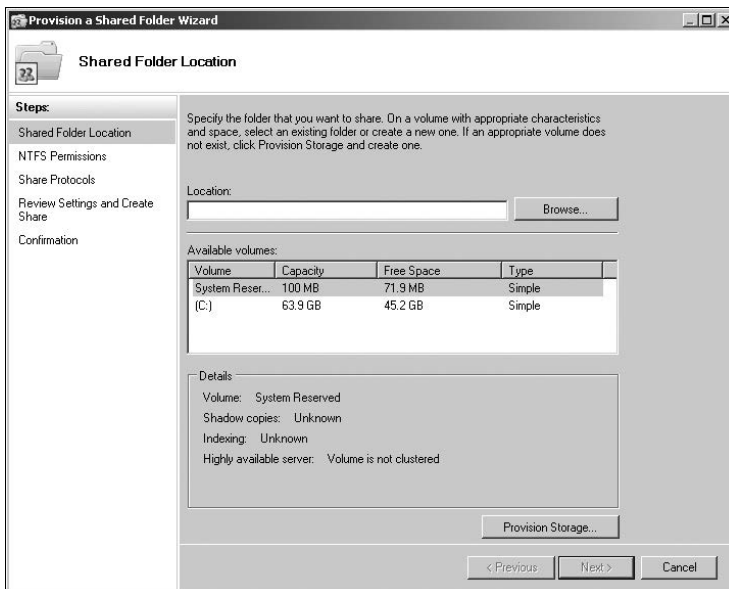 Provision a Shared Folder Wizard
Shared Folder Location
Steps:
Shared Folder Location
NTFS Permissions
Share Protocols
Review Settings and Create
Share
Confirmation
Specify the folder that you want to share. On a volume with appropriate characteristics
and space, select an existing folder or create a new one. If an appropriate volume does
not exist, click Provision Storage and create one.
Location:
Browse...
Available volumes:
Volume Capacity Free Space Type
System Reser... 100 MB 71.9 MB Simple
(C:) 63.9 GB 45.2 GB Simple
Details
Volume: System Reserved
Shadow copies: Unknown
Indexing: Unknown
Highly available server: Volume is not clustered
Provision Storage...
< Previous Next > Cancel